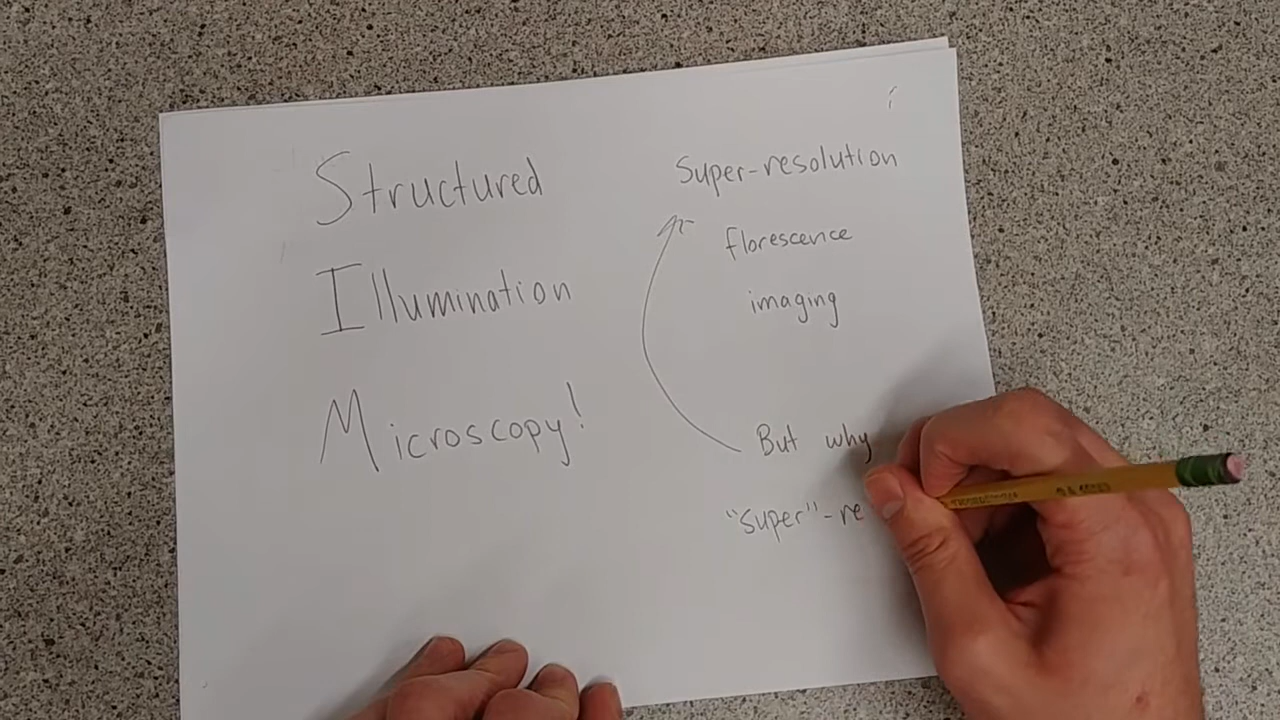 Structured
Illumination
Microscopy!
Super-resolution
florescence
imaging
But why
"super"-re